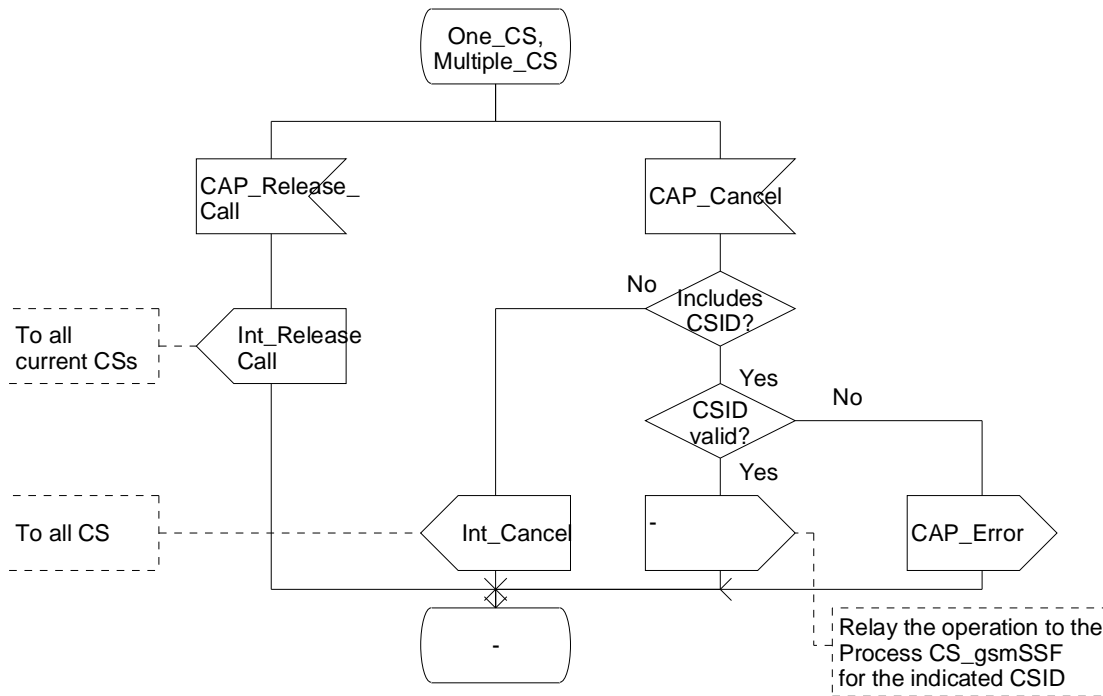 One_CS,
Multiple_CS
CAP_Release_
Call
CAP_Cancel
No
Includes
CSID?
To all
current CSs
Int_Release
Call
Yes
No
CSID
valid?
Yes
To all CS
Int_Cancel
-
CAP_Error
-
Relay the operation to the
Process CS_gsmSSF
for the indicated CSID